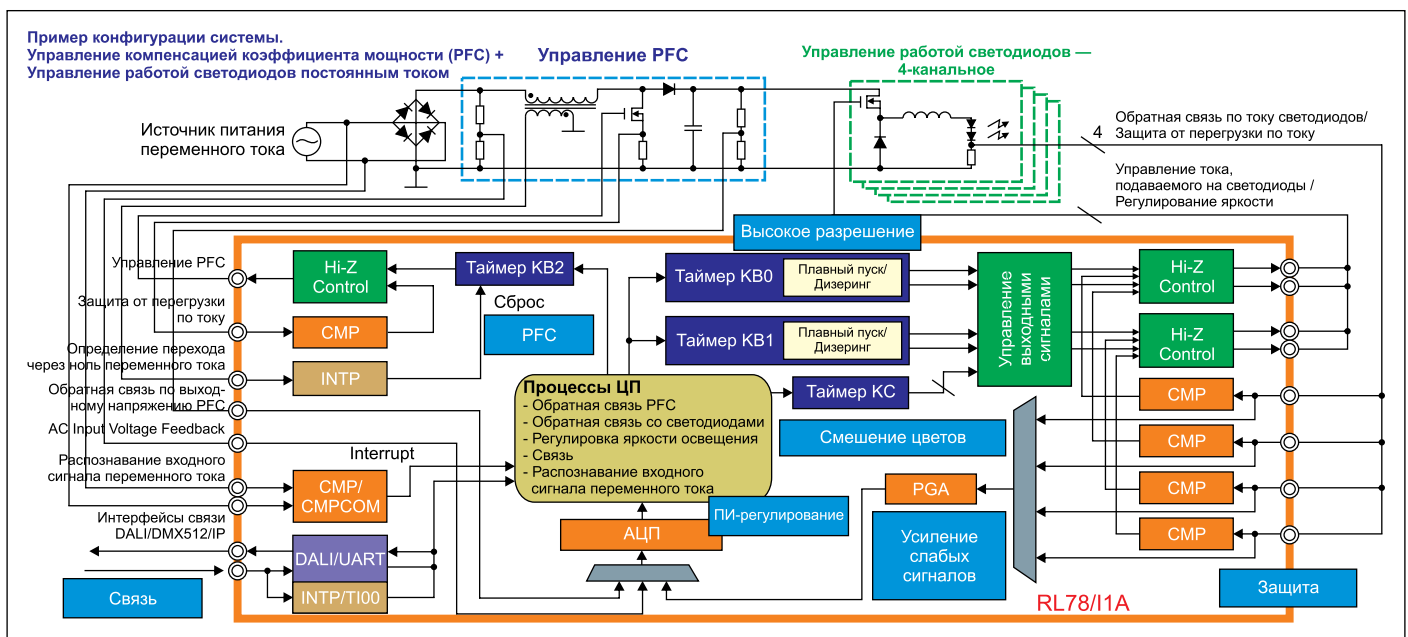 Пример конфигурации системы.
Управление компенсацией коэффициента мощности (PFC) +
Управление работой светодиодов постоянным током
Управление PFC
Управление работой светодиодов —
4-канальное
Источник питания
переменного тока
4
Обратная связь по току светодиодов/
Защита от перегрузки по току
Управление тока,
подаваемого на светодиоды /
Регулирование яркости
Высокое разрешение
Управление PFC
Защита от перегрузки
по току
Определение перехода
через ноль переменного тока
Обратная связь по выход-
ному напряжению PFC
AC Input Voltage Feedback
Распознавание входного
сигнала переменного тока
Интерфейсы связи
DALI/DMX512/IP
Связь
Hi-Z
Control
CMP
INTP
Таймер KB2
Сброс
PFC
Interrupt
CMP/
CMPCOM
DALI/UART
INTP/TI00
Таймер KB0
Плавный пуск/
Дизеринг
Таймер KB1
Плавный пуск/
Дизеринг
Таймер KC
Управление
выходными
сигналами
Процессы ЦП
- Обратная связь PFC
- Обратная связь со светодиодами
- Регулировка яркости освещения
- Связь
- Распознавание входного
сигнала переменного тока
ПИ-регулирование
АЦП
Смешение цветов
PGA
Усиление
слабых
сигналов
Hi-Z
Control
Hi-Z
Control
CMP
CMP
CMP
CMP
Защита
RL78/I1A